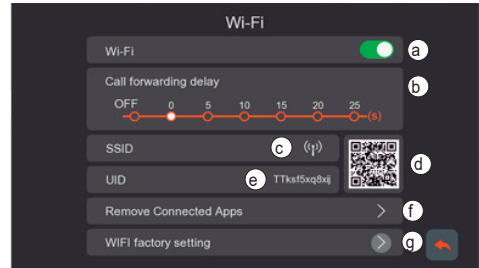 Wi-Fi
Wi-Fi a
Call forwarding delay b
OFF 0 5 10 15 20 25 (s)
SSID c d
UID e TTksf5xq8xij
Remove Connected Apps f
WIFI factory setting g